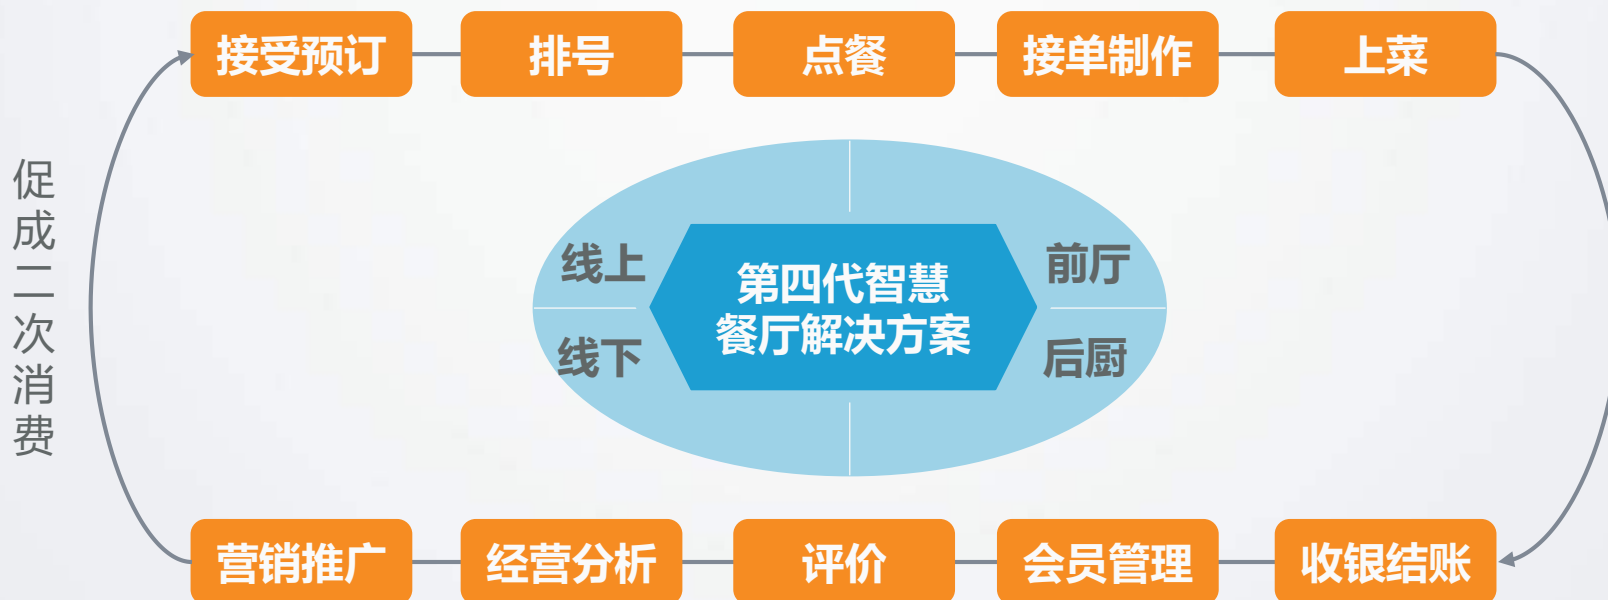 接受预订
排号
点餐
接单制作
上菜
促成二次消费
线上
线下
第四代智慧
餐厅解决方案
前厅
后厨
营销推广
经营分析
评价
会员管理
收银结账